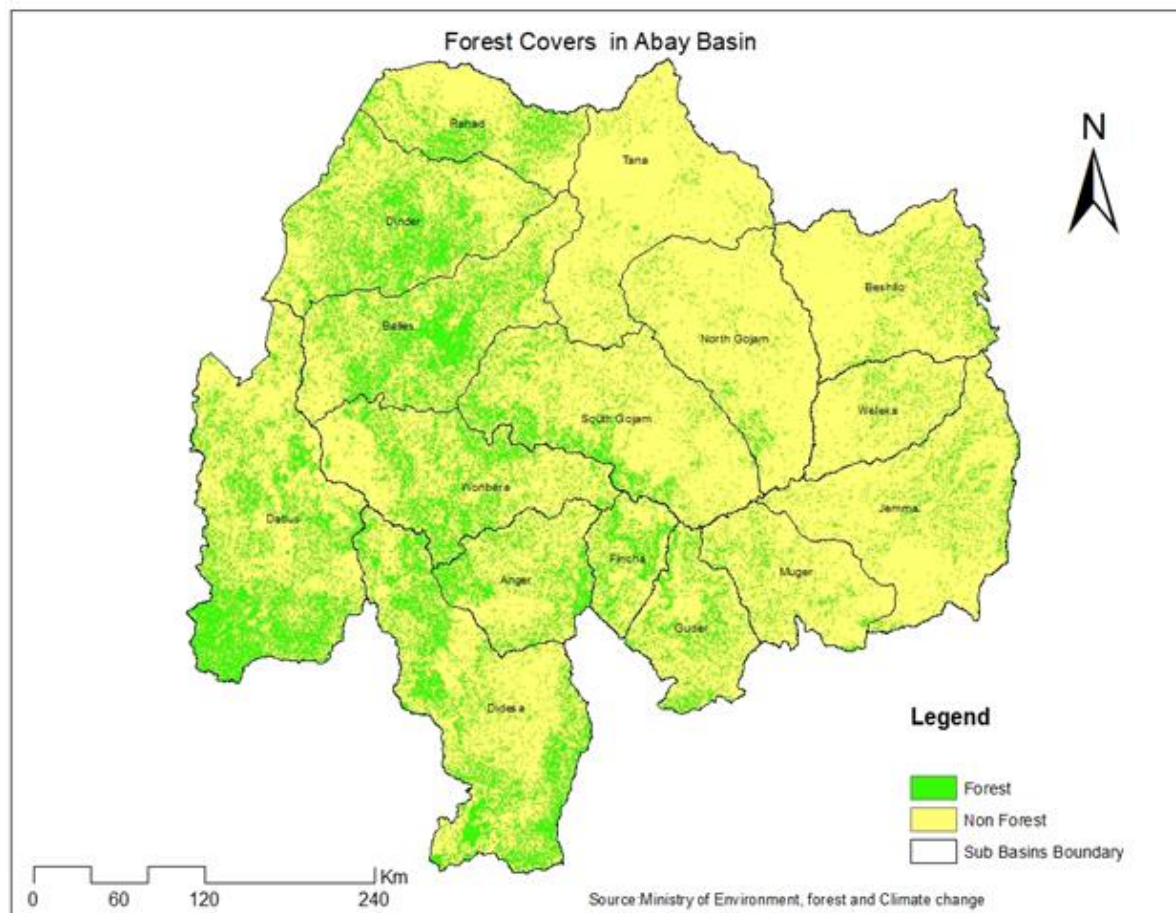 Forest Covers in Abay Basin
N
Rahad
Tana
Dinder
Beshilo
Belles
North Gojam
Weleka
South Gojam
Wonbera
Jemma
Dabus
Fincha
Anger
Muger
Guder
Didesa
Legend
Forest
Non Forest
Sub Basins Boundary
Km
0 60 120 240
Source:Ministry of Environment, forest and Climate change